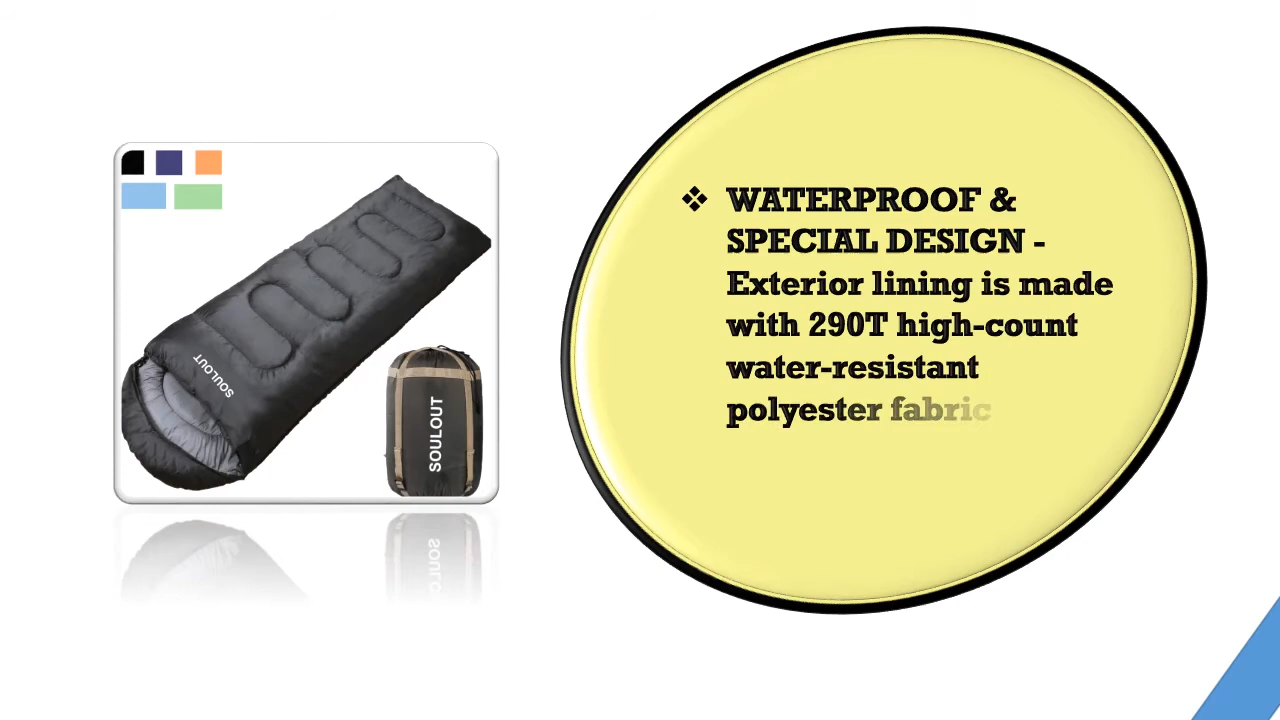 SOULOUT
SOULOUT
❖ WATERPROOF &
SPECIAL DESIGN -
Exterior lining is made
with 290T high-count
water-resistant
polyester fabric